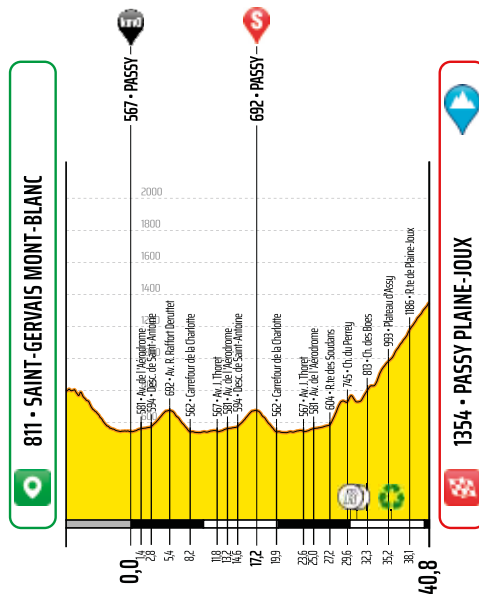 km0
S
567 • PASSY
692 • PASSY
811 • SAINT-GERVAIS MONT-BLANC
1354 • PASSY PLAINE-JOUX
2000
1800
1600
1400
581 • Av. de l'Aérodrome
594 • Desc. de Saint-Antoine
692 • Av. R. Ralfort Deruttet
562 • Carrefour de la Charlotte
567 • Av. J. Thoret
581 • Av. de l'Aérodrome
594 • Desc. de Saint-Antoine
562 • Carrefour de la Charlotte
567 • Av. J. Thoret
581 • Av. de l'Aérodrome
604 • Rte des Soudans
745 • Ch. du Perrey
813 • Ch. des Boes
993 • Plateau d'Assy
1186 • Rte de Plaine-Joux
R
0,0
1,4
2,8
5,4
8,2
11,8
13,2
14,6
17,2
19,9
23,6
25,0
27,2
29,6
32,3
35,2
38,1
40,8